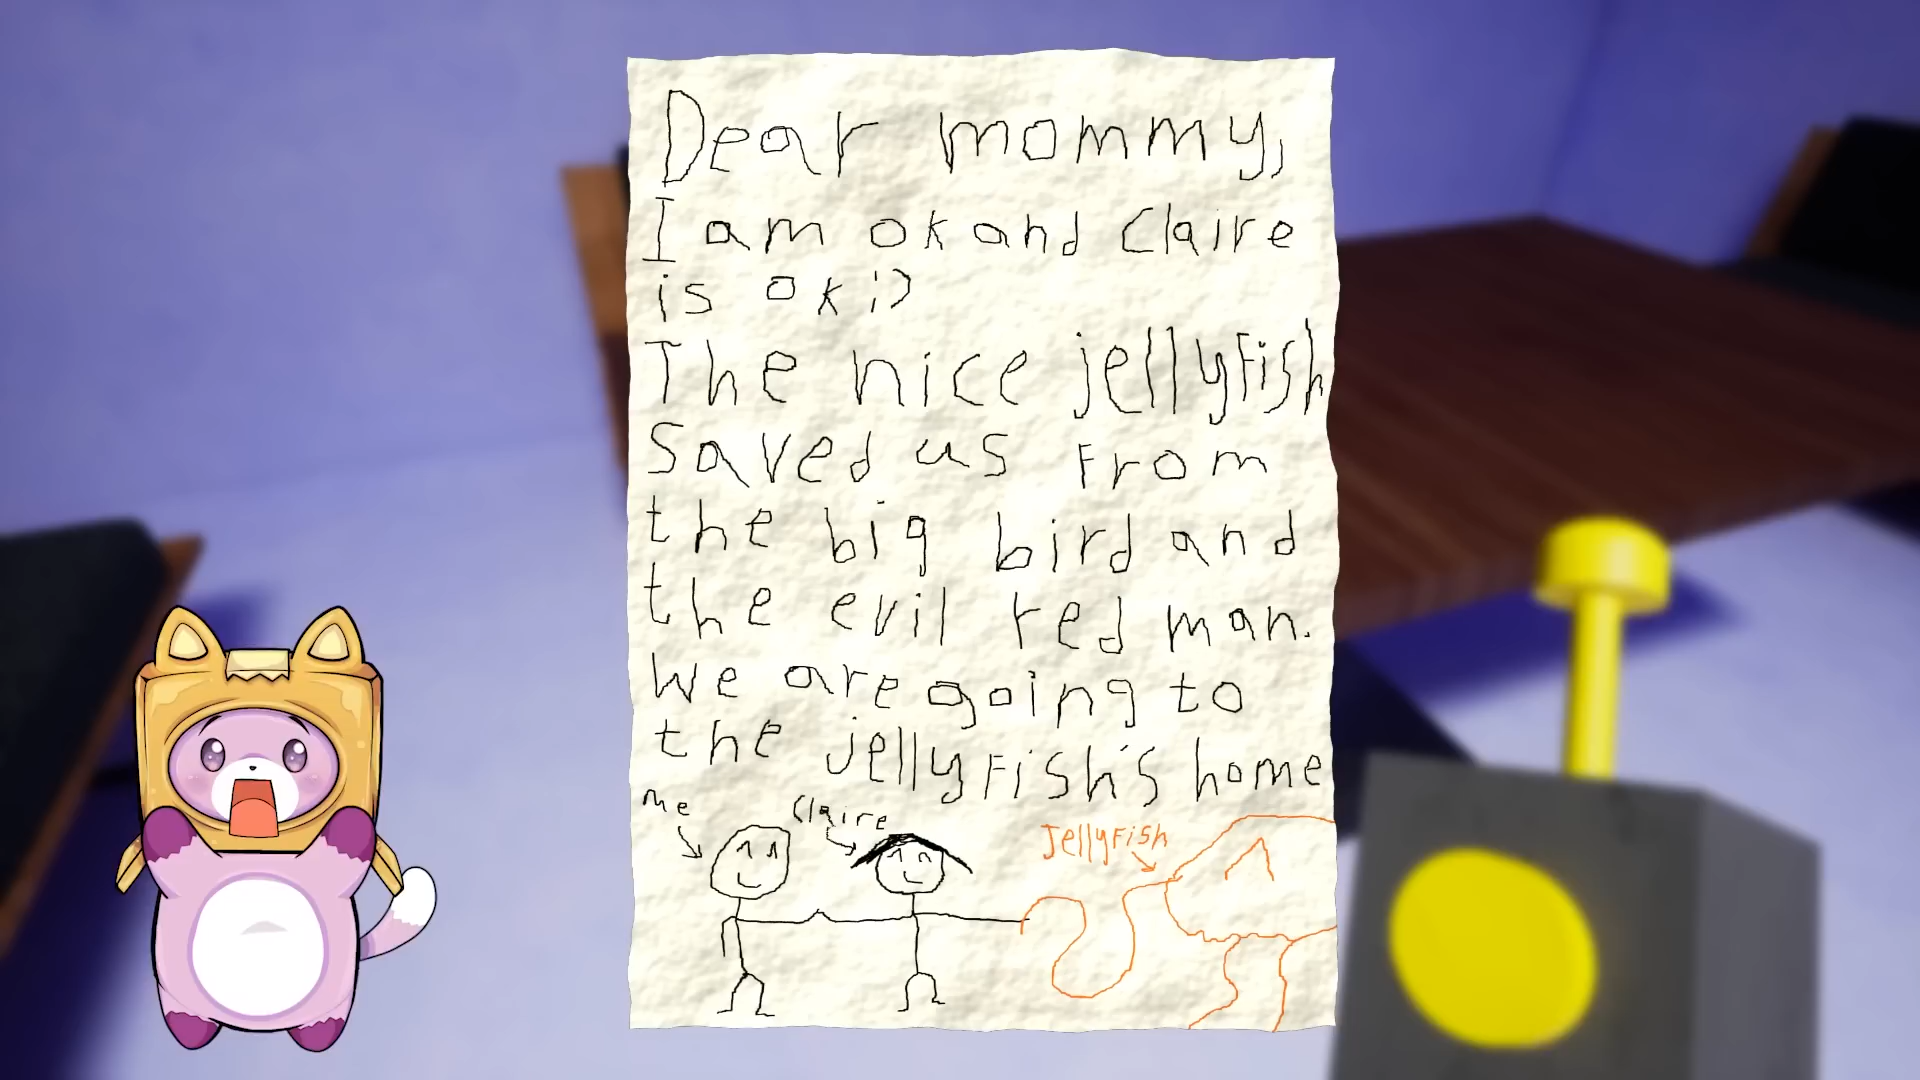 Dear mommy,
I am ok and Claire
is ok :)
The nice jellyfish
saved us from
the big bird and
the evil red man.
We are going to
the jellyfish's home
Me
Claire
Jellyfish